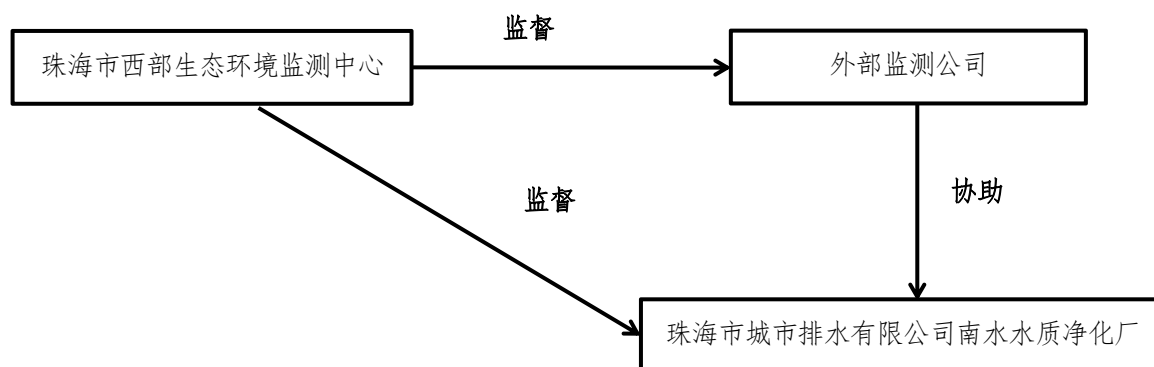 监督
珠海市西部生态环境监测中心
外部监测公司
监督
协助
珠海市城市排水有限公司南水水质净化厂